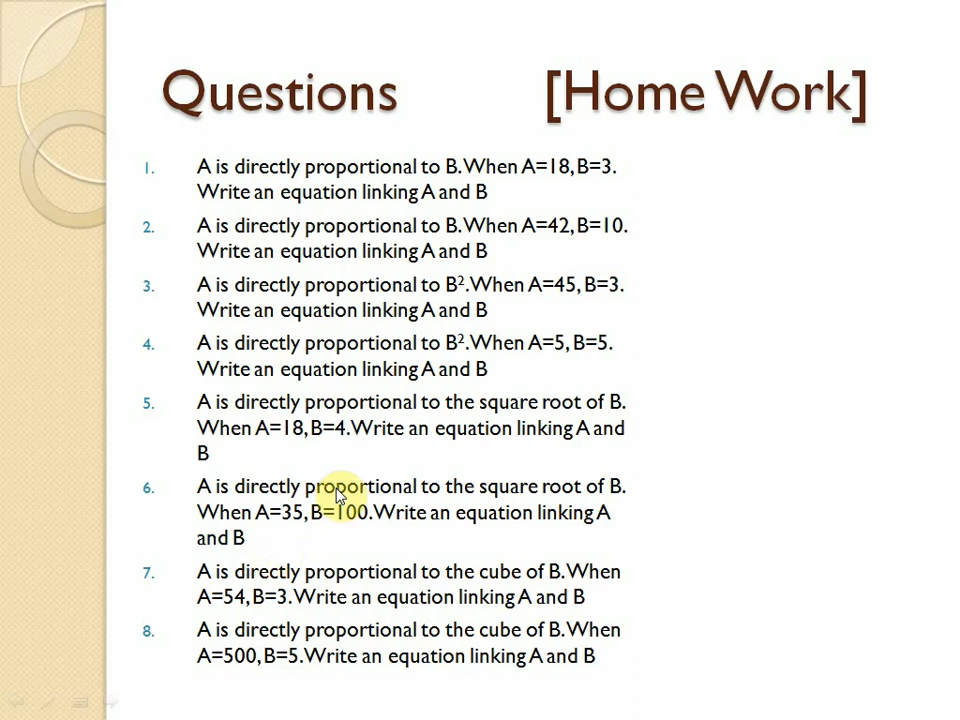 Questions [Home Work]
1. A is directly proportional to B. When A=18, B=3.
Write an equation linking A and B
2. A is directly proportional to B. When A=42, B=10.
Write an equation linking A and B
3. A is directly proportional to B². When A=45, B=3.
Write an equation linking A and B
4. A is directly proportional to B². When A=5, B=5.
Write an equation linking A and B
5. A is directly proportional to the square root of B.
When A=18, B=4. Write an equation linking A and
B
6. A is directly proportional to the square root of B.
When A=35, B=100. Write an equation linking A
and B
7. A is directly proportional to the cube of B. When
A=54, B=3. Write an equation linking A and B
8. A is directly proportional to the cube of B. When
A=500, B=5. Write an equation linking A and B